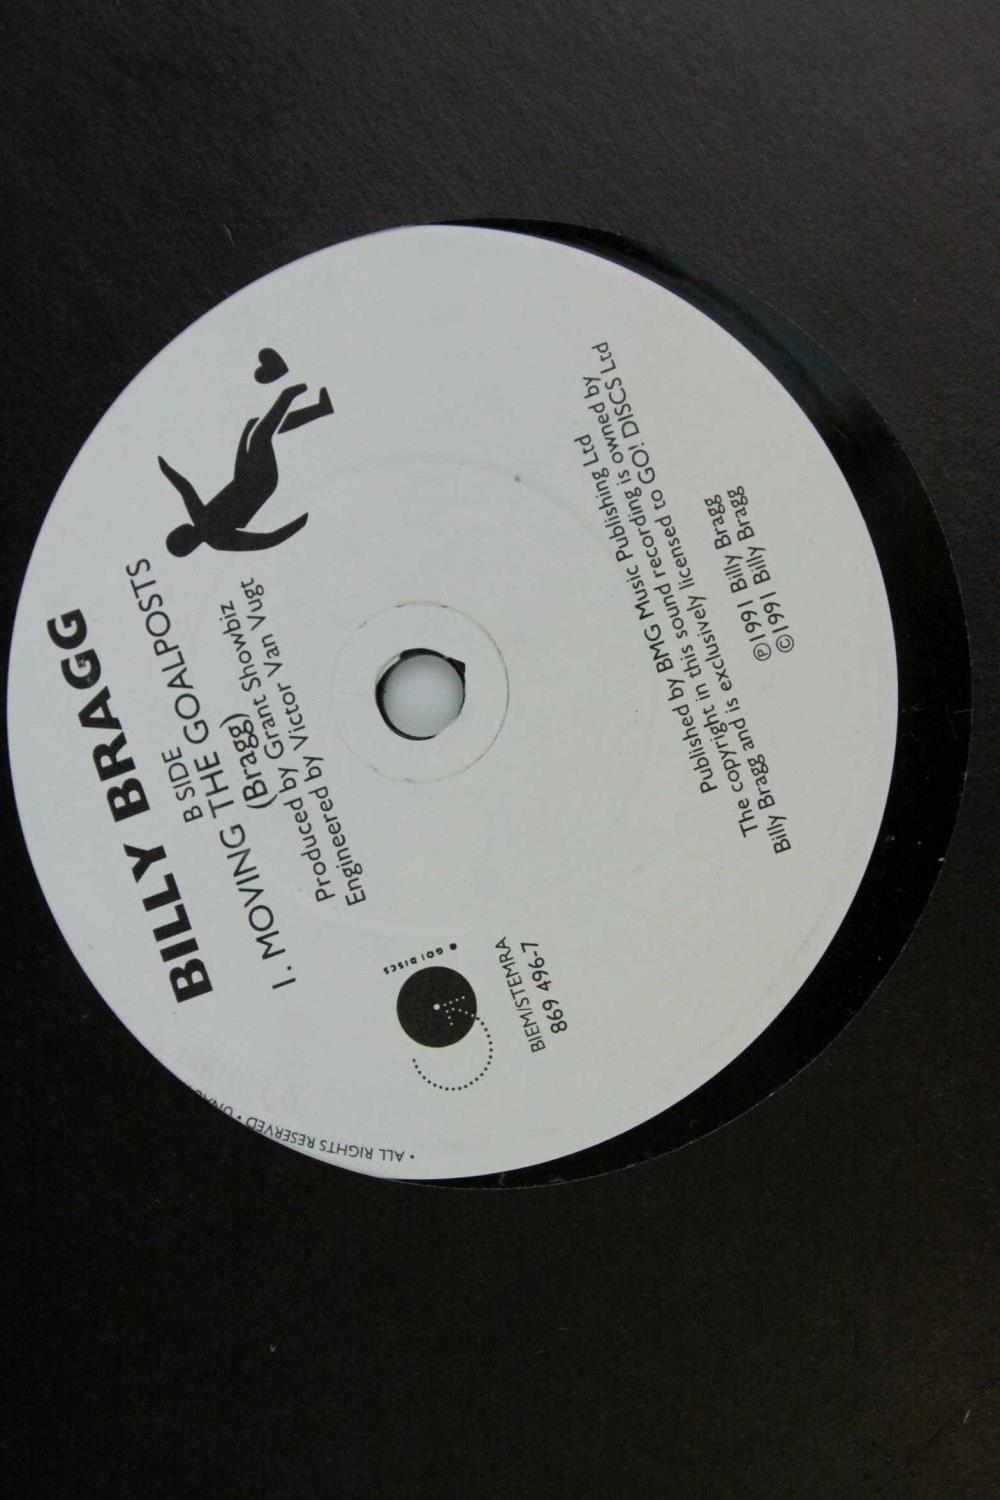 BILLY BRAGG
B SIDE
1. MOVING THE GOALPOSTS
(Bragg)
Produced by Grant Showbiz
Engineered by Victor Van Vugt
• GO! DISCS
BIEM/STEMRA
869 496-7
Published by BMG Music Publishing Ltd
The copyright in this sound recording is owned by
Billy Bragg and is exclusively licensed to GO! DISCS Ltd
℗1991 Billy Bragg
©1991 Billy Bragg
• ALL RIGHTS RESERVED •